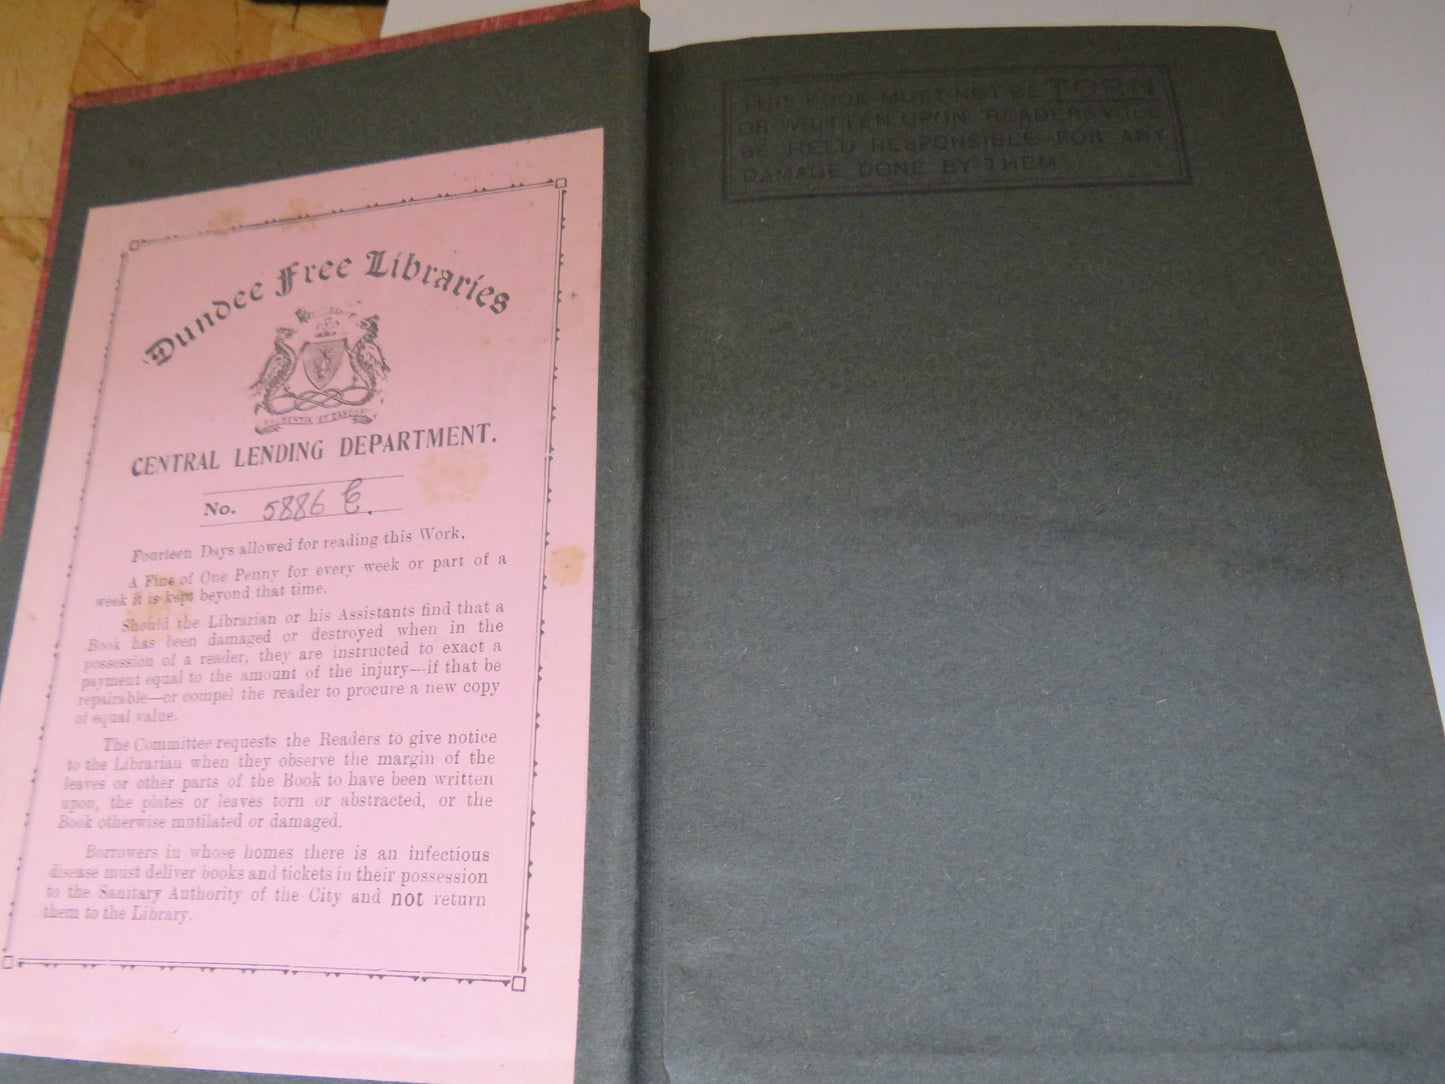 Dundee Free Libraries
CENTRAL LENDING DEPARTMENT.
No. 5886 C.
Fourteen Days allowed for reading this Work.
A Fine of One Penny for every week or part of a
week it is kept beyond that time.
Should the Librarian or his Assistants find that a
Book has been damaged or destroyed when in the
possession of a reader, they are instructed to exact a
payment equal to the amount of the injury—if that be
repairable—or compel the reader to procure a new copy
of equal value.
The Committee requests the Readers to give notice
to the Librarian when they observe the margin of the
leaves or other parts of the Book to have been written
upon, the plates or leaves torn or abstracted, or the
Book otherwise mutilated or damaged.
Borrowers in whose homes there is an infectious
disease must deliver books and tickets in their possession
to the Sanitary Authority of the City and not return
them to the Library.
THIS BOOK MUST NOT BE TORN
OR WRITTEN UPON. READERS WILL
BE HELD RESPONSIBLE FOR ANY
DAMAGE DONE BY THEM